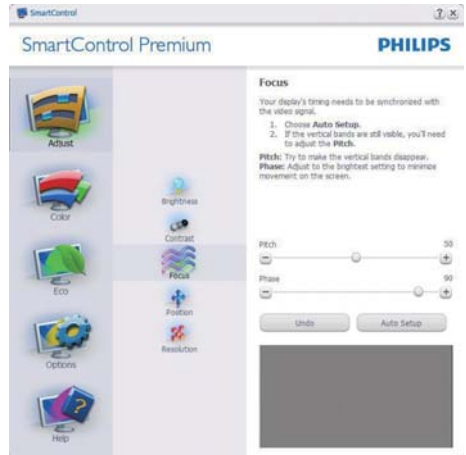 SmartControl
? x
SmartControl Premium
PHILIPS
Adjust
Color
Eco
Options
Help
Brightness
Contrast
Focus
Position
Resolution
Focus
Your display's timing needs to be synchronized with
the video signal.
1. Choose Auto Setup.
2. If the vertical bands are still visible, you'll need
to adjust the Pitch.
Pitch: Try to make the vertical bands disappear.
Phase: Adjust to the brightest setting to minimize
movement on the screen.
Pitch 50
Phase 90
Undo Auto Setup